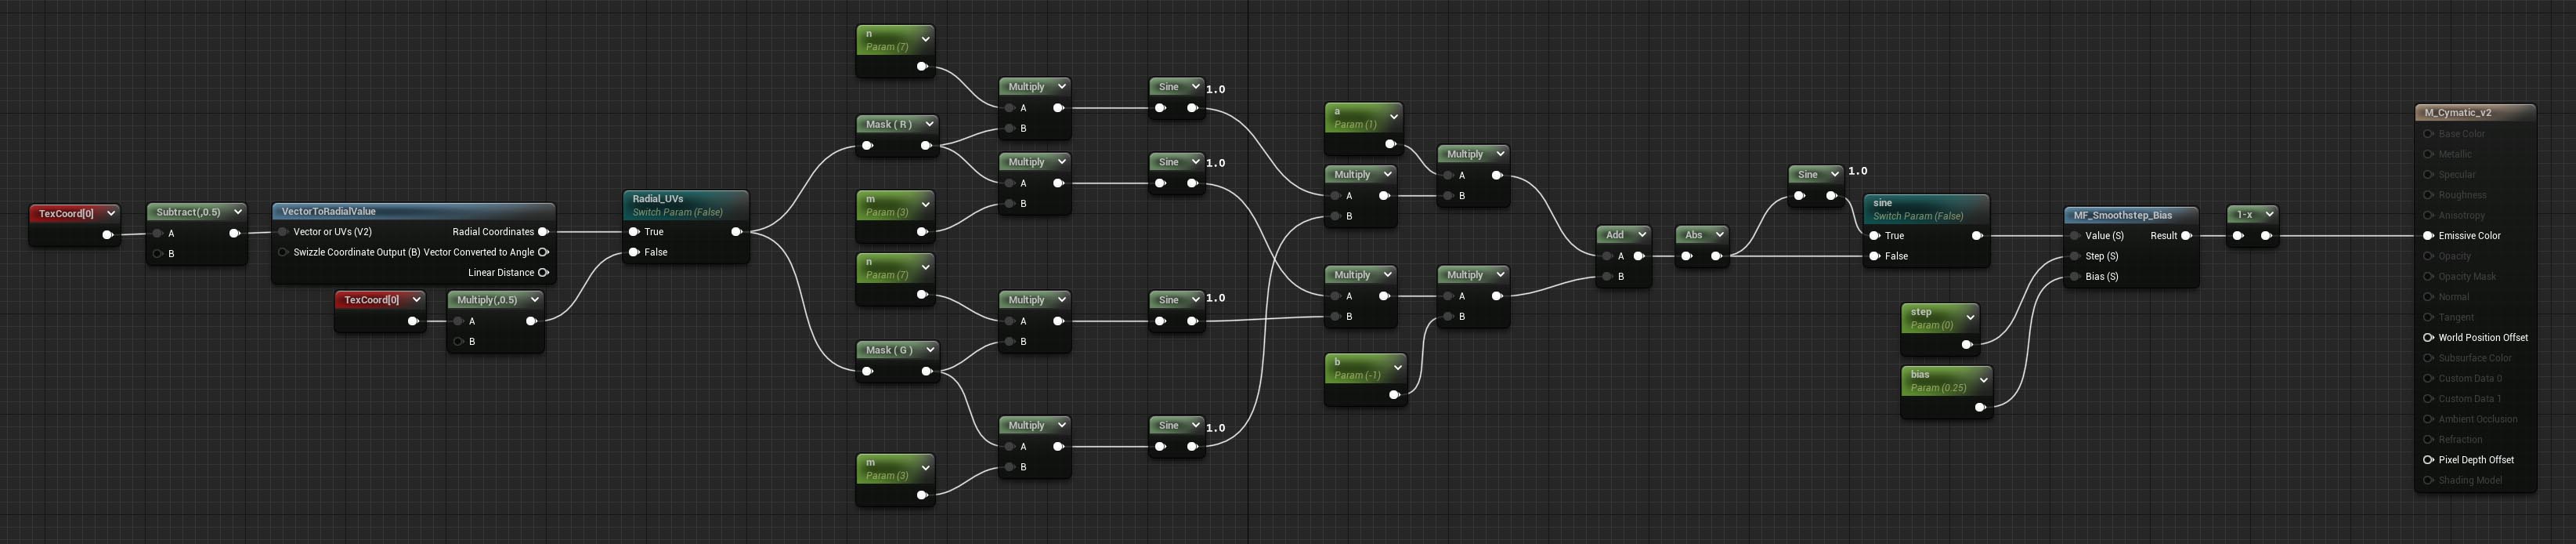 TexCoord[0]
Subtract(,0.5)
A
B
VectorToRadialValue
Vector or UVs (V2) Radial Coordinates
Swizzle Coordinate Output (B) Vector Converted to Angle
Linear Distance
TexCoord[0]
Multiply(,0.5)
A
B
Radial_UVs
Switch Param (False)
True
False
n
Param (7)
Mask ( R )
m
Param (3)
n
Param (7)
Mask ( G )
m
Param (3)
Multiply
A
B
Multiply
A
B
Multiply
A
B
Multiply
A
B
Sine
1.0
Sine
1.0
Sine
1.0
Sine
1.0
a
Param (1)
Multiply
A
B
Multiply
A
B
b
Param (-1)
Multiply
A
B
Multiply
A
B
Add
A
B
Abs
Sine
1.0
sine
Switch Param (False)
True
False
step
Param (0)
bias
Param (0.25)
MF_Smoothstep_Bias
Value (S) Result
Step (S)
Bias (S)
1-x
M_Cymatic_v2
Base Color
Metallic
Specular
Roughness
Anisotropy
Emissive Color
Opacity
Opacity Mask
Normal
Tangent
World Position Offset
Subsurface Color
Custom Data 0
Custom Data 1
Ambient Occlusion
Refraction
Pixel Depth Offset
Shading Model